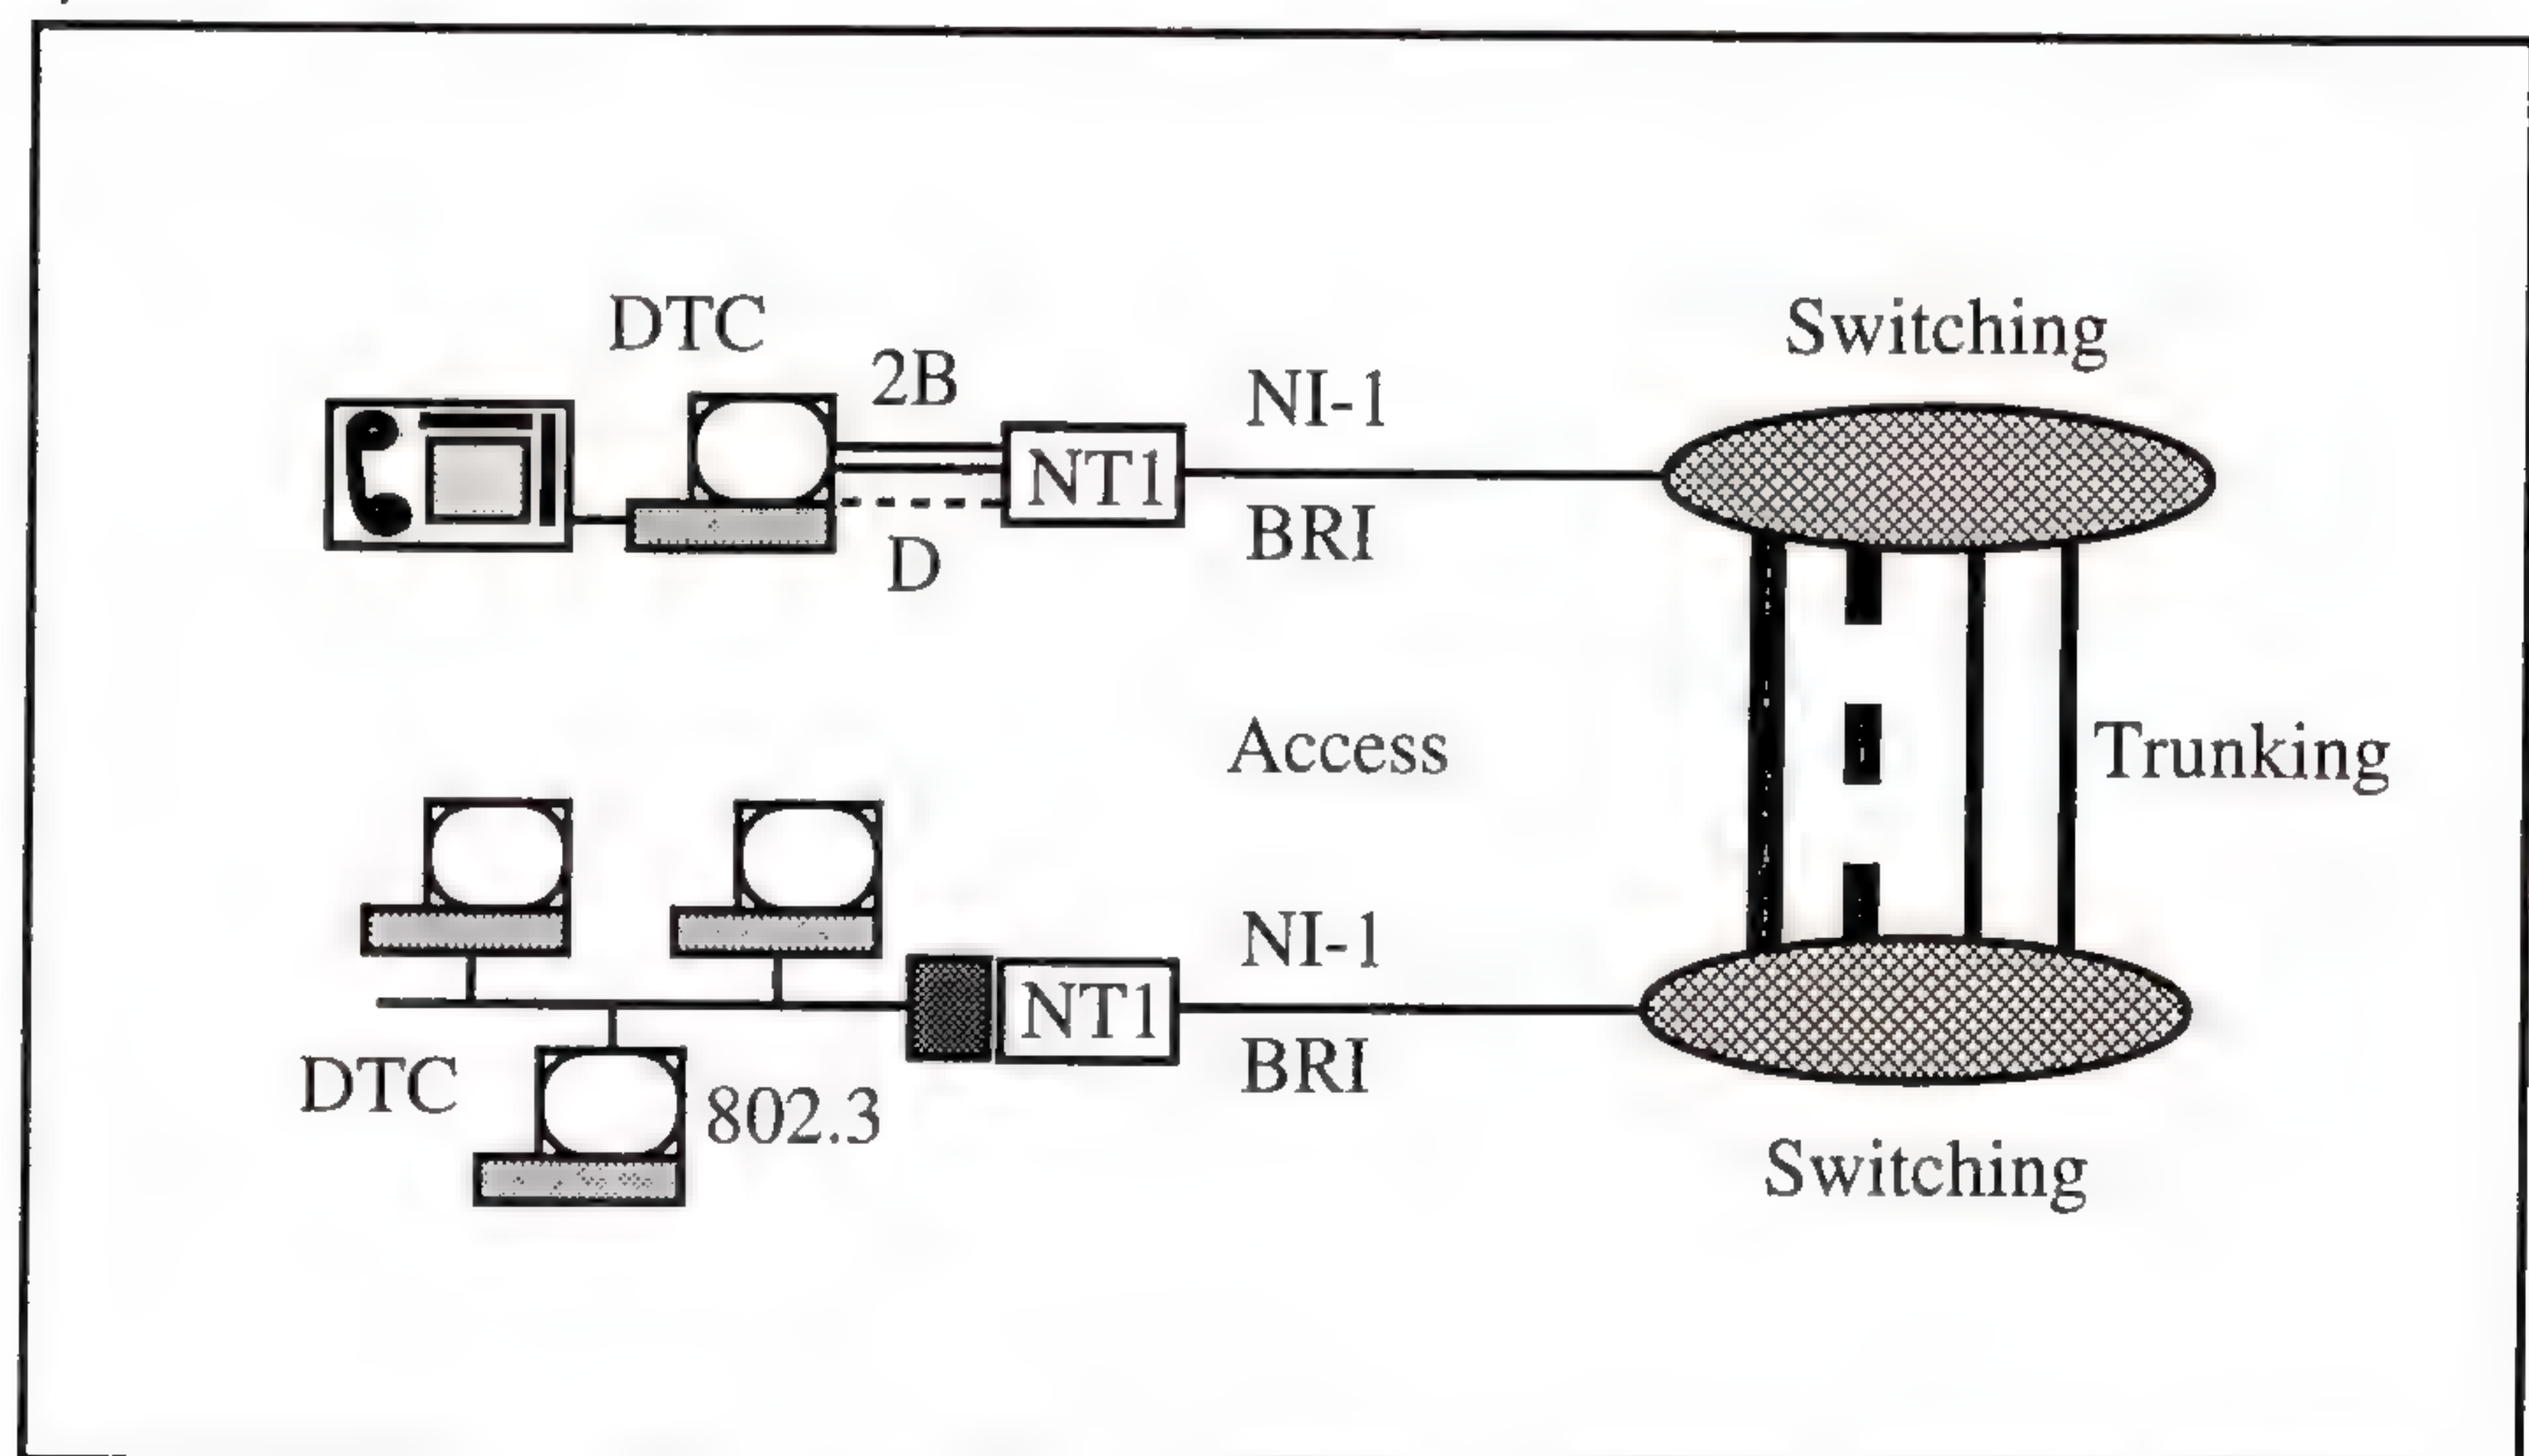 DTC
Switching
2B
NI-1
NT1
BRI
D
Access
Trunking
NI-1
NT1
DTC
802.3
BRI
Switching